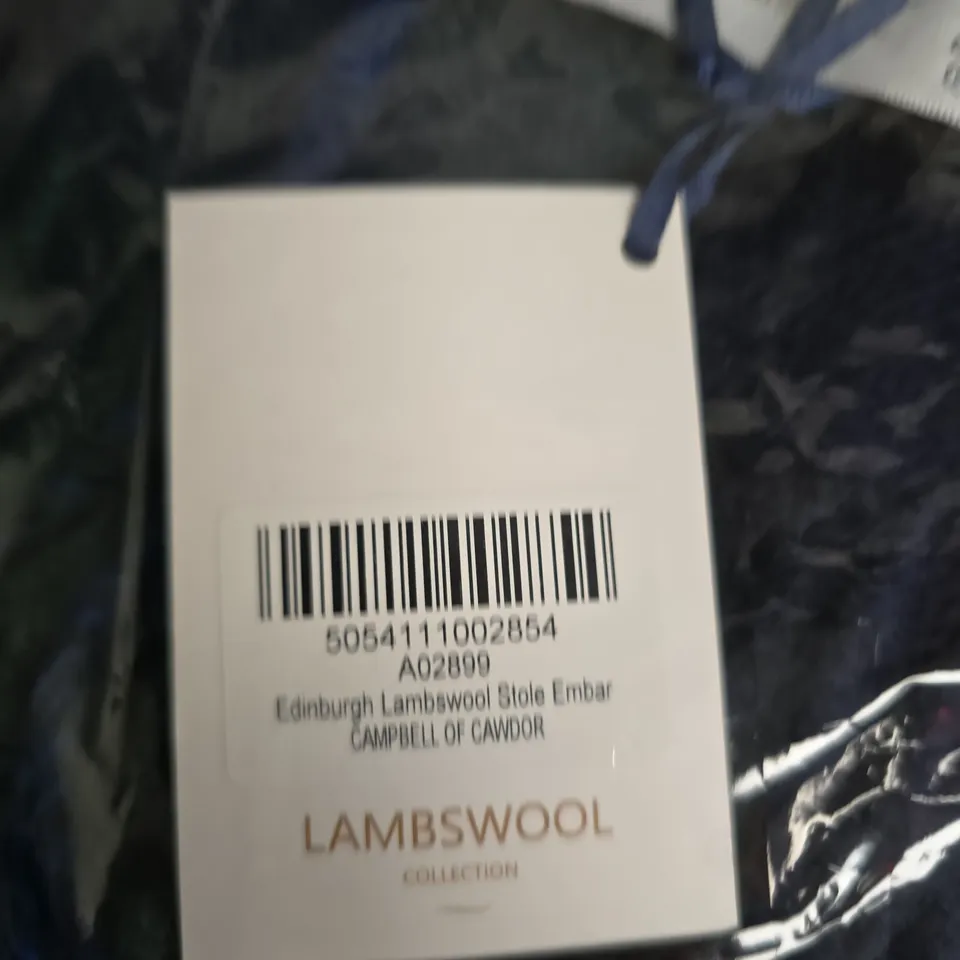 5054111002854
A02899
Edinburgh Lambswool Stole Embar
CAMPBELL OF CAWDOR
LAMBSWOOL
COLLECTION